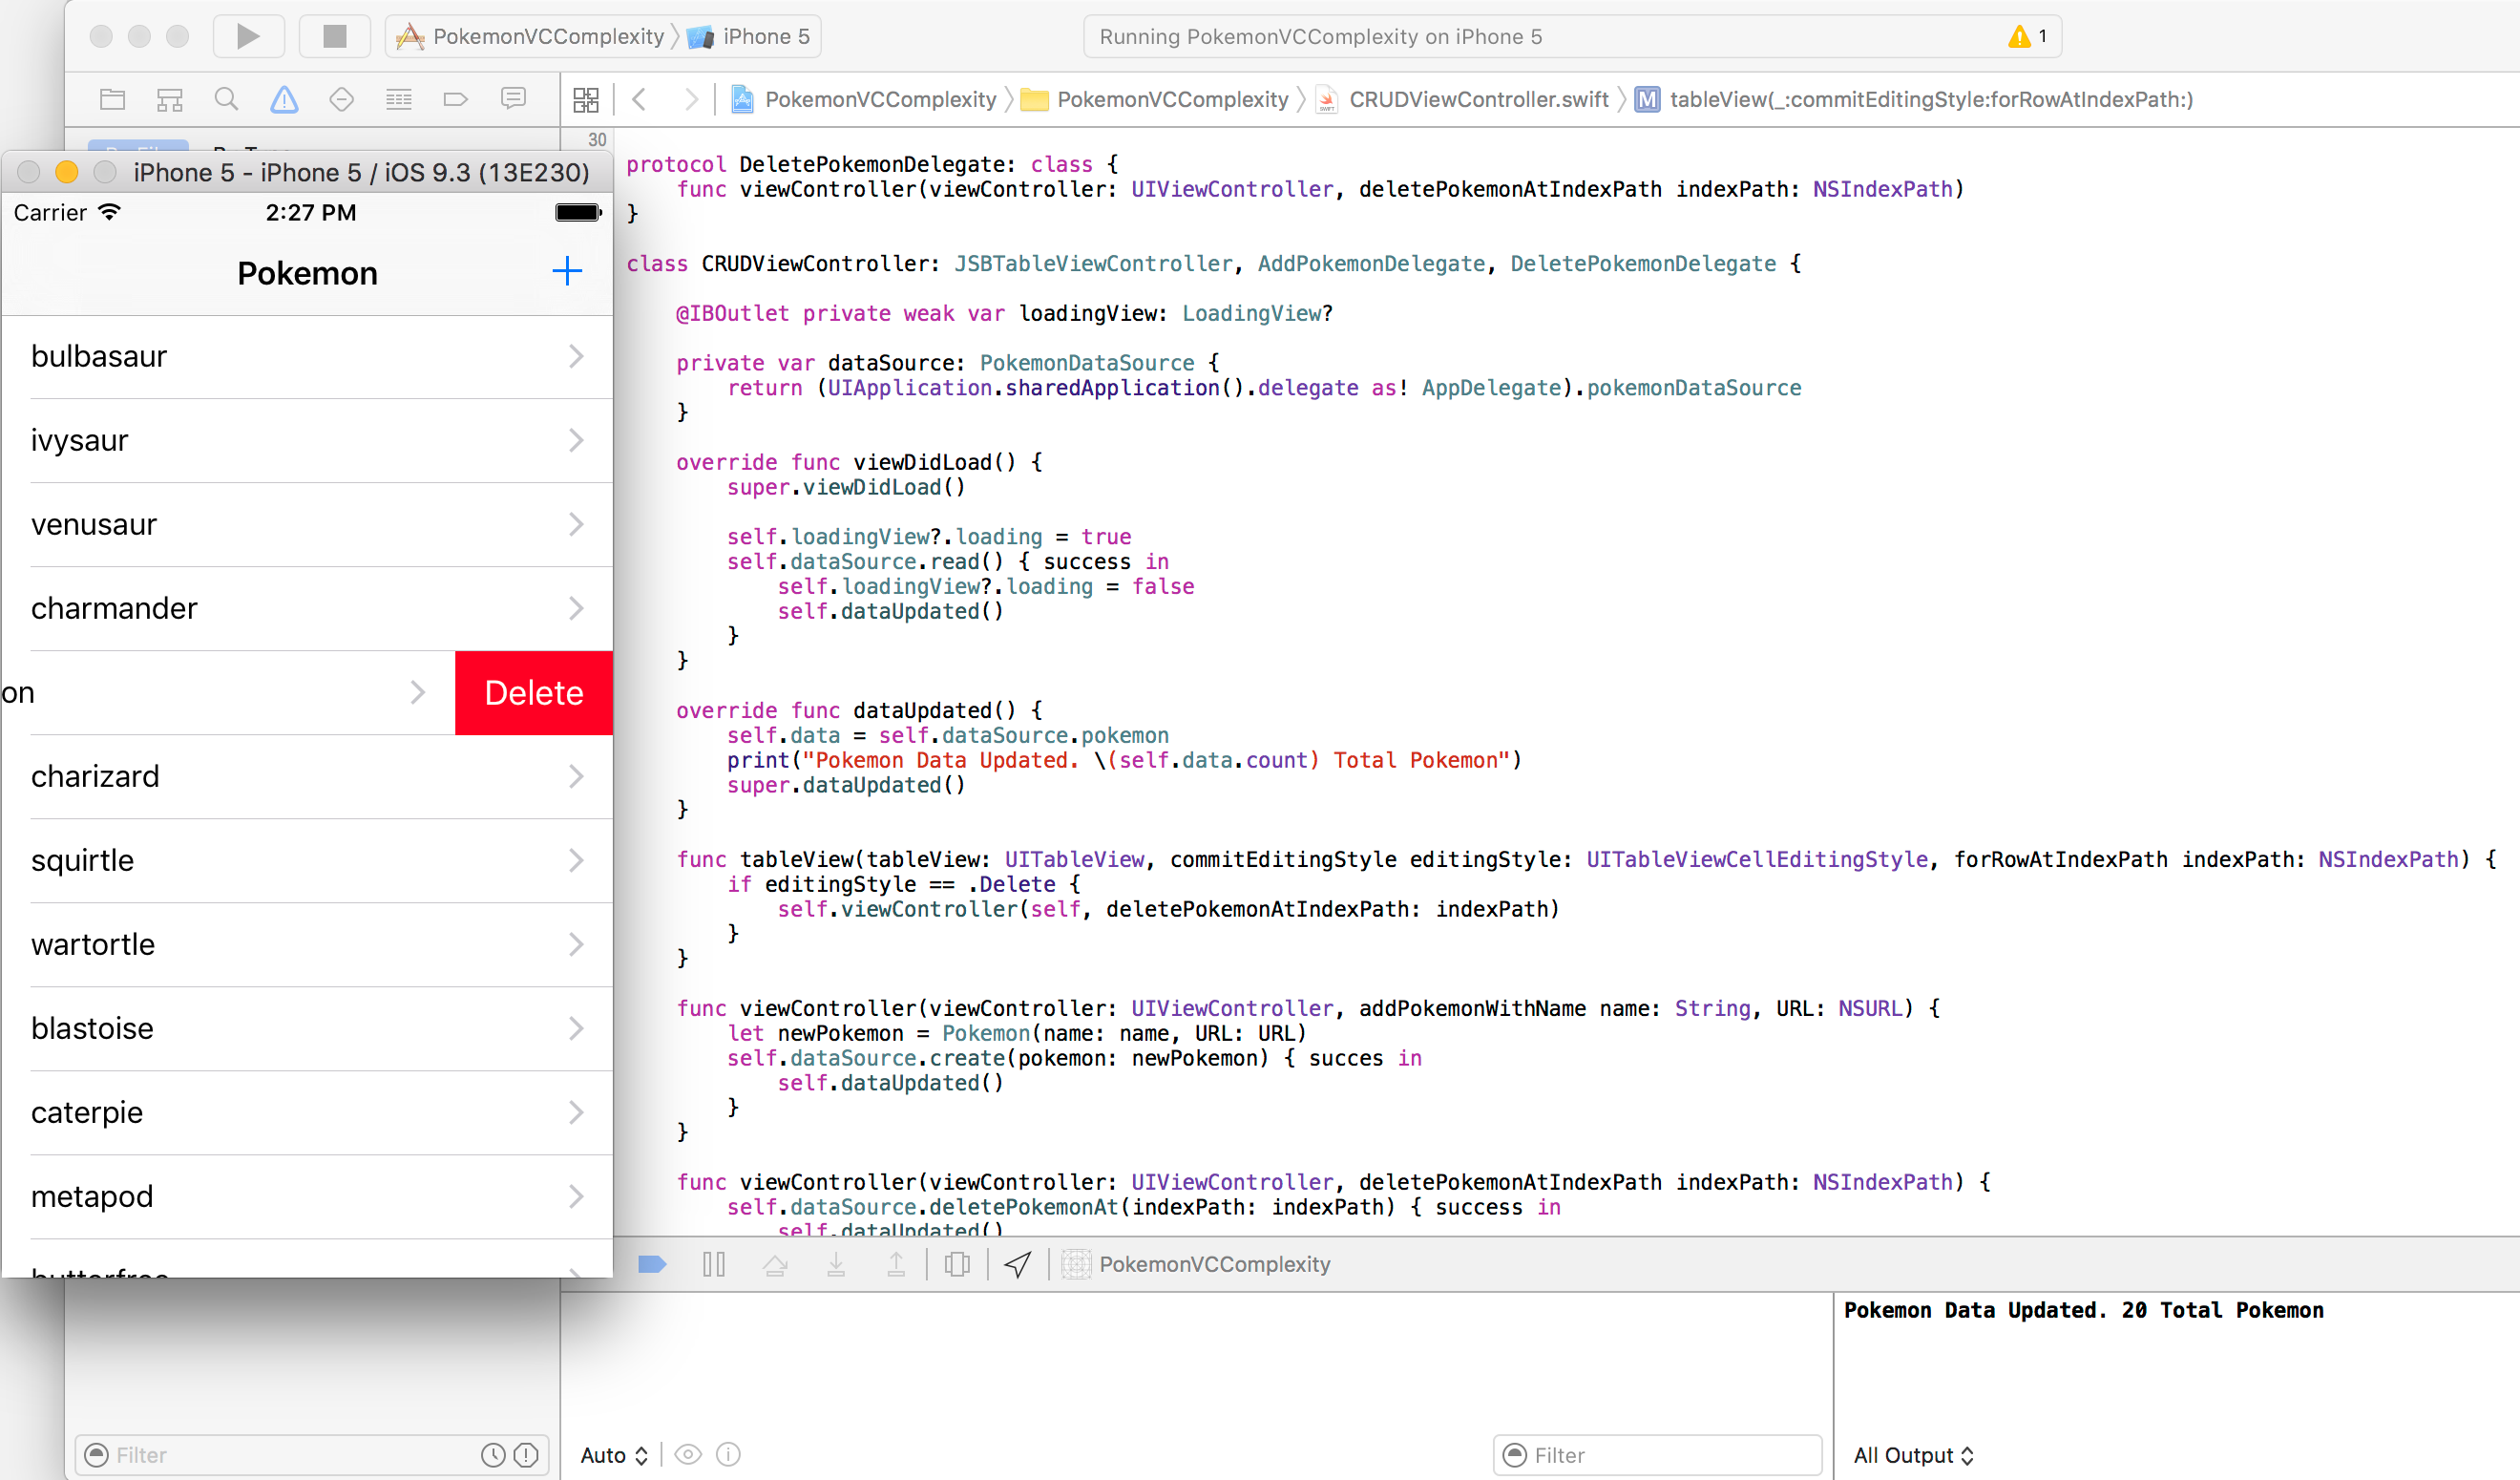 PokemonVCComplexity
iPhone 5
Running PokemonVCComplexity on iPhone 5
1
PokemonVCComplexity
PokemonVCComplexity
CRUDViewController.swift
M
tableView(_:commitEditingStyle:forRowAtIndexPath:)
iPhone 5 - iPhone 5 / iOS 9.3 (13E230)
Carrier
2:27 PM
Pokemon
bulbasaur
ivysaur
venusaur
charmander
on
Delete
charizard
squirtle
wartortle
blastoise
caterpie
metapod
butterfree
30
protocol DeletePokemonDelegate: class {
func viewController(viewController: UIViewController, deletePokemonAtIndexPath indexPath: NSIndexPath)
}
class CRUDViewController: JSBTableViewController, AddPokemonDelegate, DeletePokemonDelegate {
@IBOutlet private weak var loadingView: LoadingView?
private var dataSource: PokemonDataSource {
return (UIApplication.sharedApplication().delegate as! AppDelegate).pokemonDataSource
}
override func viewDidLoad() {
super.viewDidLoad()
self.loadingView?.loading = true
self.dataSource.read() { success in
self.loadingView?.loading = false
self.dataUpdated()
}
}
override func dataUpdated() {
self.data = self.dataSource.pokemon
print("Pokemon Data Updated. \(self.data.count) Total Pokemon")
super.dataUpdated()
}
func tableView(tableView: UITableView, commitEditingStyle editingStyle: UITableViewCellEditingStyle, forRowAtIndexPath indexPath: NSIndexPath) {
if editingStyle == .Delete {
self.viewController(self, deletePokemonAtIndexPath: indexPath)
}
}
func viewController(viewController: UIViewController, addPokemonWithName name: String, URL: NSURL) {
let newPokemon = Pokemon(name: name, URL: URL)
self.dataSource.create(pokemon: newPokemon) { succes in
self.dataUpdated()
}
}
func viewController(viewController: UIViewController, deletePokemonAtIndexPath indexPath: NSIndexPath) {
self.dataSource.deletePokemonAt(indexPath: indexPath) { success in
self.dataUpdated()
PokemonVCComplexity
Pokemon Data Updated. 20 Total Pokemon
Filter
Auto
Filter
All Output